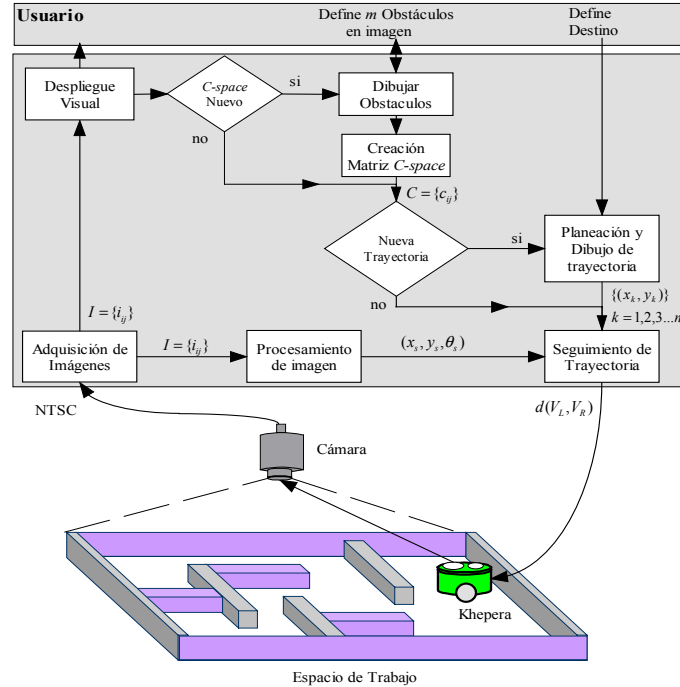 Usuario
Define m Obstáculos
en imagen
Define
Destino
Despliegue
Visual
C-space
Nuevo
si
no
Dibujar
Obstaculos
Creación
Matriz C-space
C = {c_ij}
Nueva
Trayectoria
si
no
Planeación y
Dibujo de
trayectoria
{(x_k, y_k)}
k = 1,2,3...n
I = {i_ij}
Adquisición de
Imágenes
I = {i_ij}
Procesamiento
de imagen
(x_s, y_s, θ_s)
Seguimiento de
Trayectoria
NTSC
d(V_L, V_R)
Cámara
Khepera
Espacio de Trabajo